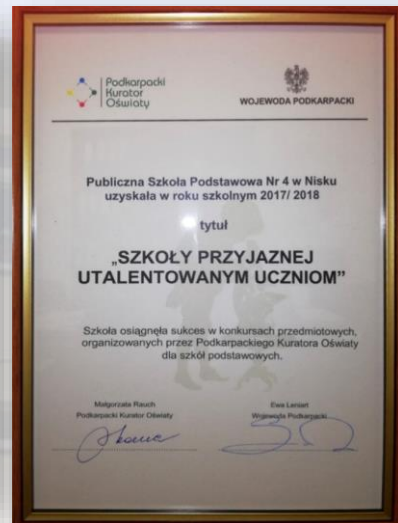 Podkarpacki
Kurator
Oświaty
WOJEWODA PODKARPACKI
Publiczna Szkoła Podstawowa Nr 4 w Nisku
uzyskała w roku szkolnym 2017/ 2018
tytuł
„SZKOŁY PRZYJAZNEJ
UTALENTOWANYM UCZNIOM”
Szkoła osiągnęła sukces w konkursach przedmiotowych,
organizowanych przez Podkarpackiego Kuratora Oświaty
dla szkół podstawowych.
Małgorzata Rauch
Podkarpacki Kurator Oświaty
Ewa Leniart
Wojewoda Podkarpacki